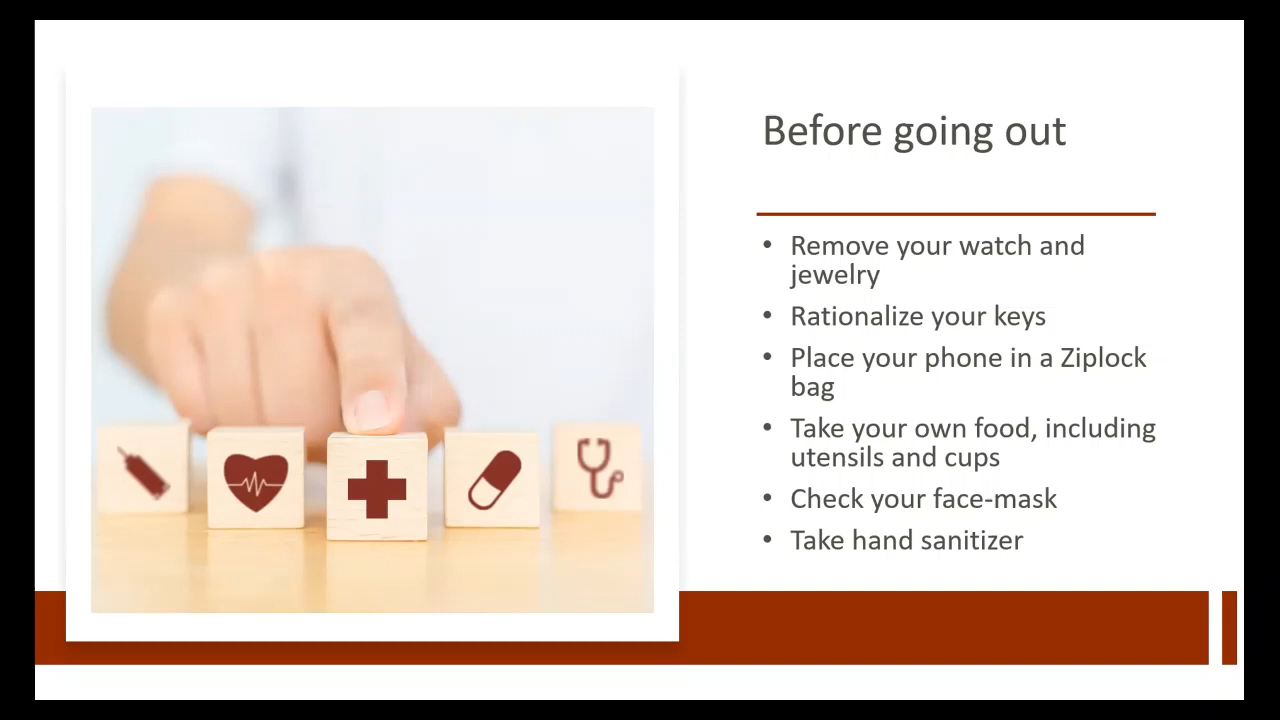 Before going out
• Remove your watch and
jewelry
• Rationalize your keys
• Place your phone in a Ziplock
bag
• Take your own food, including
utensils and cups
• Check your face-mask
• Take hand sanitizer